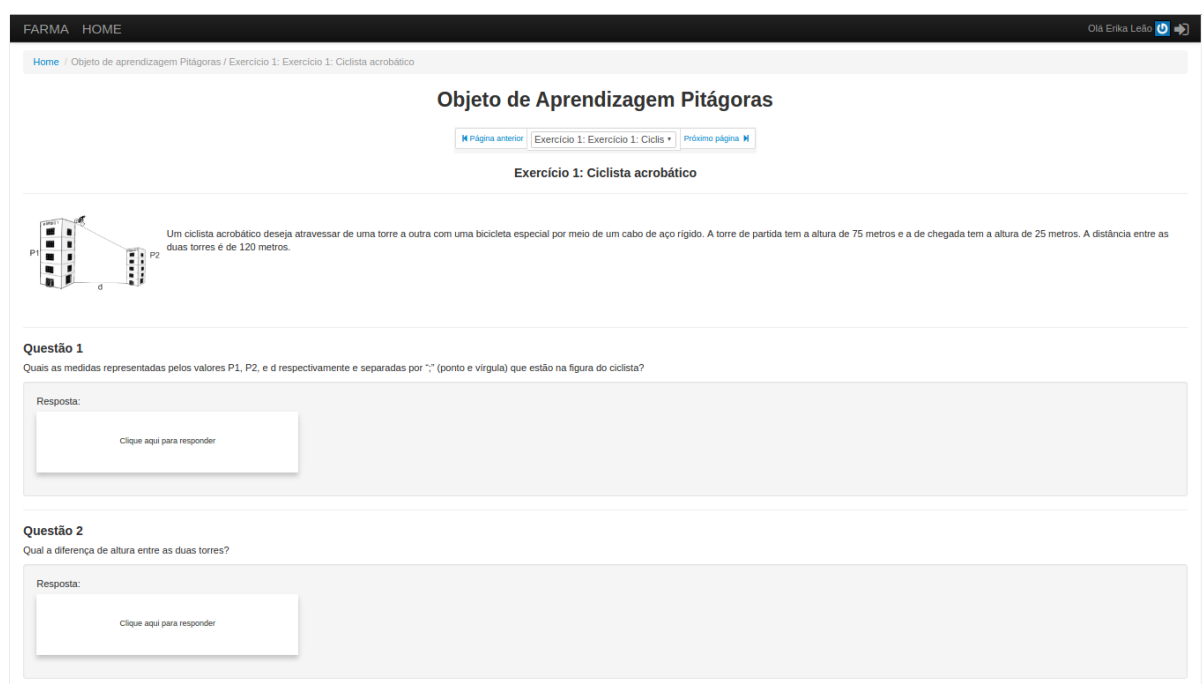 FARMA HOME
Olá Erika Leão
Home / Objeto de aprendizagem Pitágoras / Exercício 1: Exercício 1: Ciclista acrobático
Objeto de Aprendizagem Pitágoras
Página anterior
Exercício 1: Exercício 1: Ciclis
Próximo página
Exercício 1: Ciclista acrobático
P1
P2
d
Um ciclista acrobático deseja atravessar de uma torre a outra com uma bicicleta especial por meio de um cabo de aço rígido. A torre de partida tem a altura de 75 metros e a de chegada tem a altura de 25 metros. A distância entre as
duas torres é de 120 metros.
Questão 1
Quais as medidas representadas pelos valores P1, P2, e d respectivamente e separadas por “;” (ponto e vírgula) que estão na figura do ciclista?
Resposta:
Clique aqui para responder
Questão 2
Qual a diferença de altura entre as duas torres?
Resposta:
Clique aqui para responder